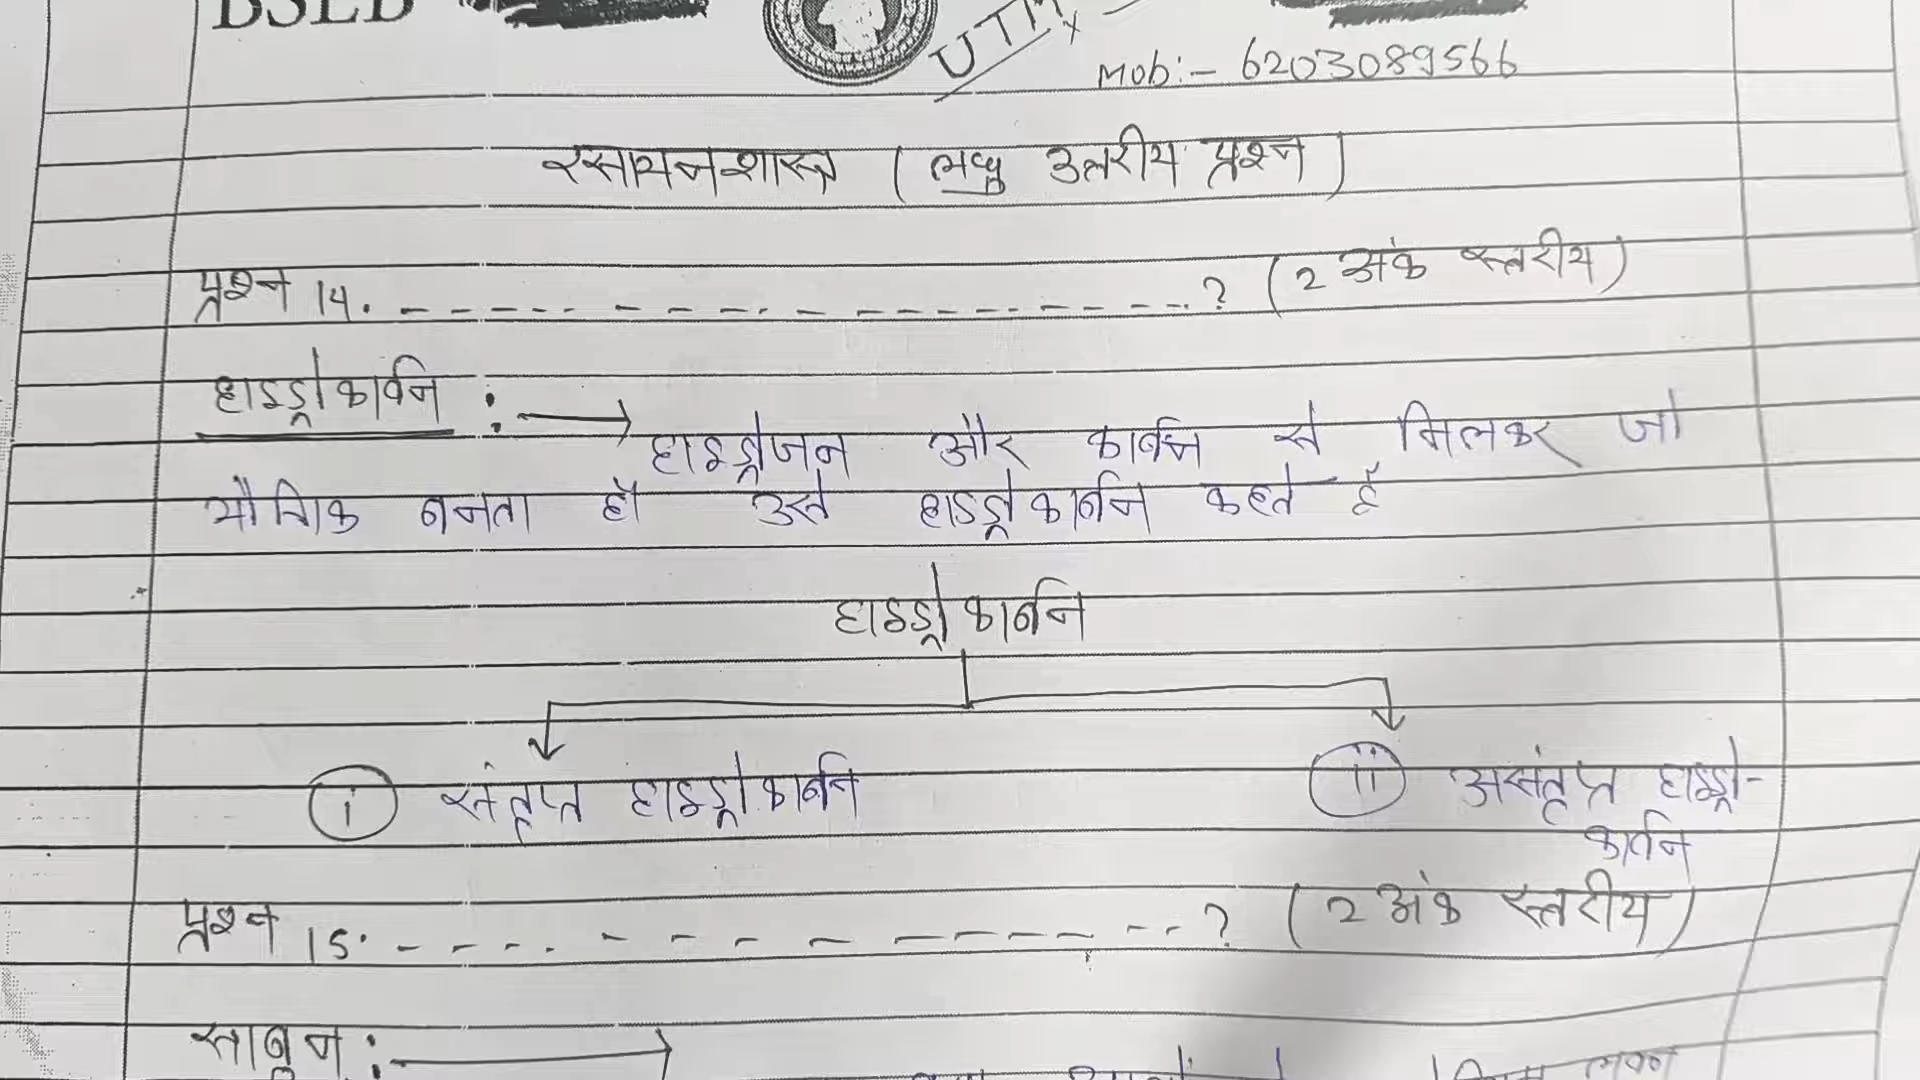 BSEB
Mob:- 6203089566
रसायनशास्त्र (लघु उत्तरीय प्रश्न)
प्रश्न 14. ---------------? (2 अंक स्तरीय)
हाइड्रोकार्बन :→
हाइड्रोजन और कार्बन से मिलकर जो
यौगिक बनता हो उसे हाइड्रोकार्बन कहते हैं
हाइड्रोकार्बन
(i) संतृप्त हाइड्रोकार्बन (ii) असंतृप्त हाइड्रो-
कार्बन
प्रश्न 15. ---------------? (2 अंक स्तरीय)
साबुन :→